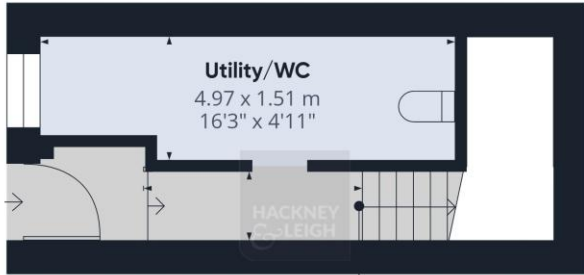 Utility/WC
4.97 x 1.51 m
16'3" x 4'11"
HACKNEY
LEIGH